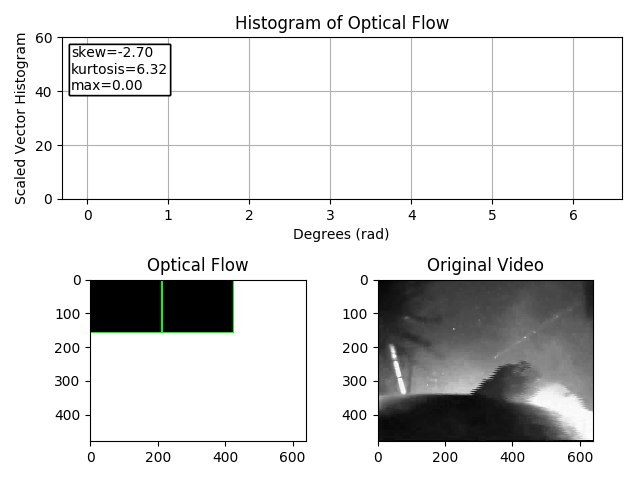 Histogram of Optical Flow
Scaled Vector Histogram
60
40
20
0
skew=-2.70
kurtosis=6.32
max=0.00
0 1 2 3 4 5 6
Degrees (rad)
Optical Flow
0
100
200
300
400
0 200 400 600
Original Video
0
100
200
300
400
0 200 400 600